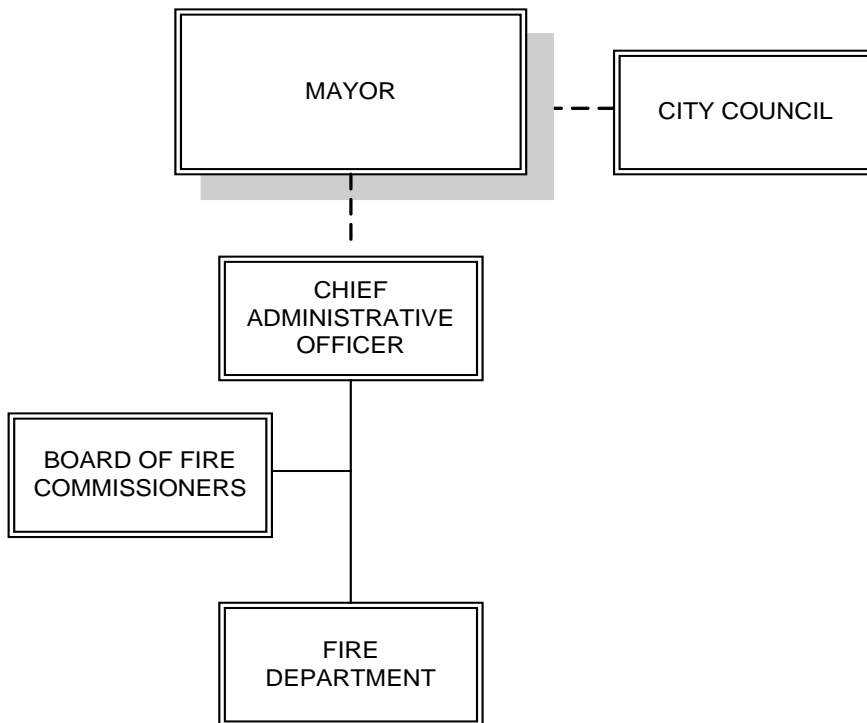 MAYOR
CITY COUNCIL
CHIEF
ADMINISTRATIVE
OFFICER
BOARD OF FIRE
COMMISSIONERS
FIRE
DEPARTMENT